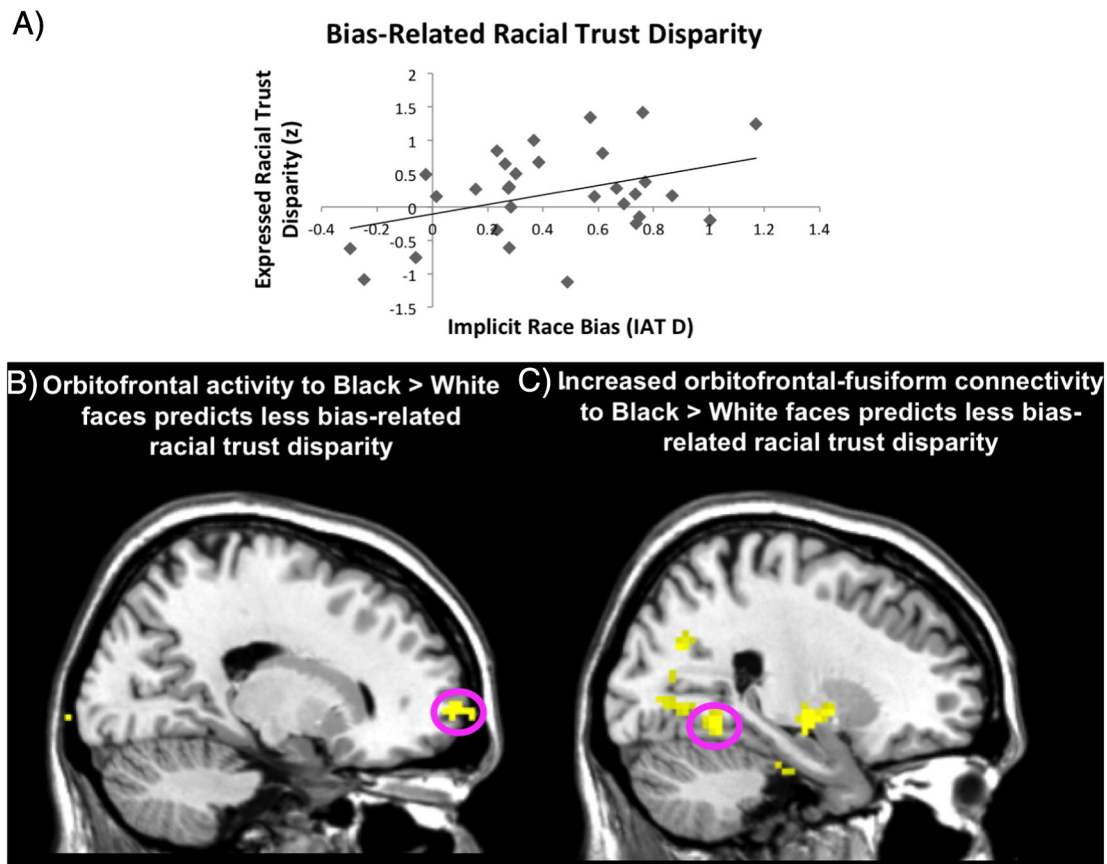 A)
Bias-Related Racial Trust Disparity
Expressed Racial Trust
Disparity (z)
2
1.5
1
0.5
0
-0.5
-1
-1.5
-0.4
-0.2
0
0.2
0.4
0.6
0.8
1
1.2
1.4
Implicit Race Bias (IAT D)
B) Orbitofrontal activity to Black > White
faces predicts less bias-related
racial trust disparity
C) Increased orbitofrontal-fusiform connectivity
to Black > White faces predicts less bias-
related racial trust disparity